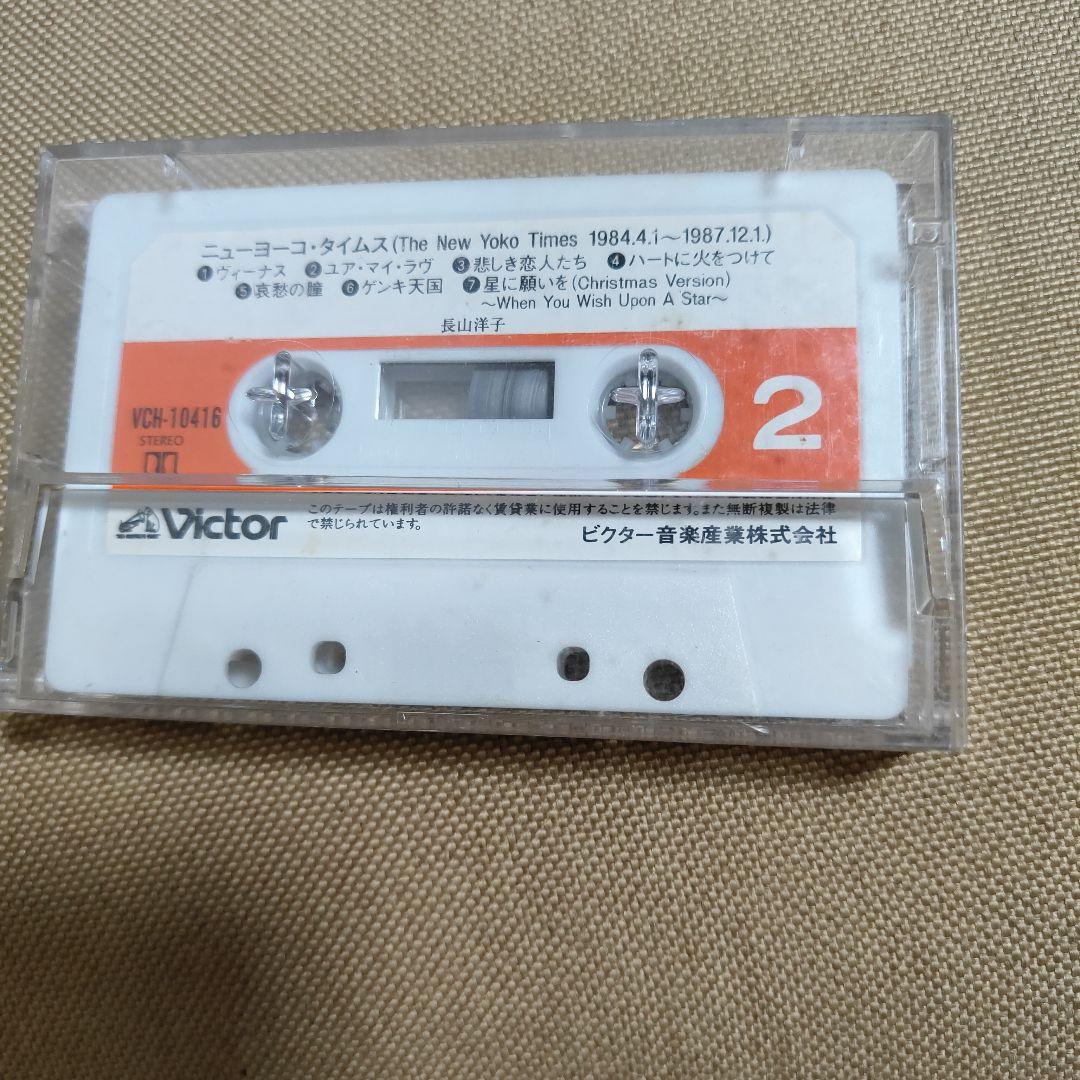 ニューヨーコ・タイムス(The New Yoko Times 1984.4.1～1987.12.1.)
❶ヴィーナス ❷ユア・マイ・ラヴ ❸悲しき恋人たち ❹ハートに火をつけて
❺哀愁の瞳 ❻ゲンキ天国 ❼星に願いを(Christmas Version)
～When You Wish Upon A Star～
長山洋子
VCH-10416
STEREO
2
Victor
このテープは権利者の許諾なく賃貸業に使用することを禁じます。また無断複製は法律
で禁じられています。
ビクター音楽産業株式会社